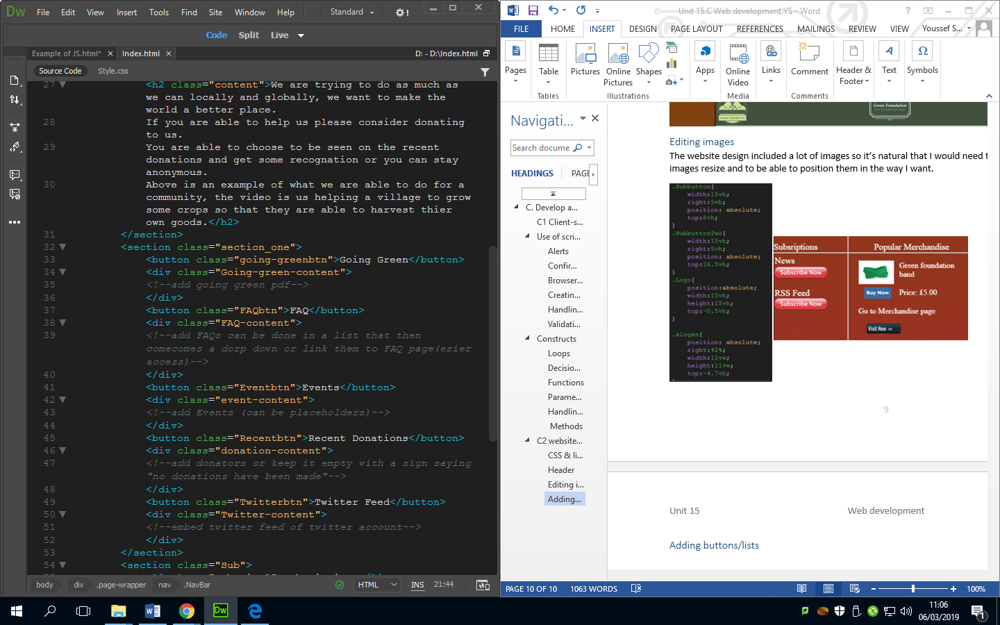 Dw File Edit View Insert Tools Find Site Window Help Standard
Code Split Live
Example of JS.html* Index.html D: - D:\Index.html
Source Code Style.css
27 <h2 class="content">We are trying to do as much as
we can locally and globally, we want to make the
world a better place.
28 If you are able to help us please consider donating
to us.
29 You are able to choose to be seen on the recent
donations and get some recognation or you can stay
anonymous.
30 Above is an example of what we are able to do for a
community, the video is us helping a village to grow
some crops so that they are able to harvest thier
own goods.</h2>
31 </section>
32 <section class="section_one">
33 <button class="going-greenbtn">Going Green</button>
34 <div class="Going-green-content">
35 <!--add going green pdf-->
36 </div>
37 <button class="FAQbtn">FAQ</button>
38 <div class="FAQ-content">
39 <!--add FAQs can be done in a list that then
comecomes a dorp down or link them to FAQ page(esier
access)-->
40 </div>
41 <button class="Eventbtn">Events</button>
42 <div class="event-content">
43 <!--add Events (can be placeholders)-->
44 </div>
45 <button class="Recentbtn">Recent Donations</button>
46 <div class="donation-content">
47 <!--add donators or keep it empty with a sign saying
"no donations have been made"-->
48 </div>
49 <button class="Twitterbtn">Twitter Feed</button>
50 <div class="Twitter-content">
51 <!--embed twitter feed of twitter account-->
52 </div>
53 </section>
54 <section class="Sub">
body div .page-wrapper nav .NavBar HTML INS 21:44
Unit 15.C Web development YS - Word
FILE HOME INSERT DESIGN PAGE LAYOUT REFERENCES MAILINGS REVIEW VIEW Youssef S...
Pages Table Pictures Online Pictures Shapes Apps Online Video Links Comment Header & Footer Text Symbols
Tables Illustrations Media Comments
Navigati...
Search docume
HEADINGS PAGE
C. Develop a...
C1 Client-s...
Use of scri...
Alerts
Confir...
Browser...
Creatin...
Handlin...
Validati...
Constructs
Loops
Decisio...
Functions
Parame...
Handlin...
Methods
C2 website...
CSS & li...
Header
Editing i...
Adding...
Green Foundation
Editing images
The website design included a lot of images so it's natural that I would need t
images resize and to be able to position them in the way I want.
.Subbutton{
width:15vh;
right:5vh;
position: absolute;
top:8vh;
}
.SubbuttonTwo{
width:15vh;
right:5vh;
position: absolute;
top:16.5vh;
}
.Logo{
position:absolute;
width:15vh;
height:15vh;
top:-0.5vh;
}
.slogan{
position: absolute;
right:42%;
width:11vw;
height:11vw;
top:-4.7vh;
Subsriptions
News
Subscribe Now
RSS Feed
Subscribe Now
Popular Merchandise
Green foundation
band
Buy Now Price: £5.00
Go to Merchandise page
Visit Now >>
9
Unit 15 Web development
Adding buttons/lists
PAGE 10 OF 10 1063 WORDS 100%
11:06
06/03/2019
1